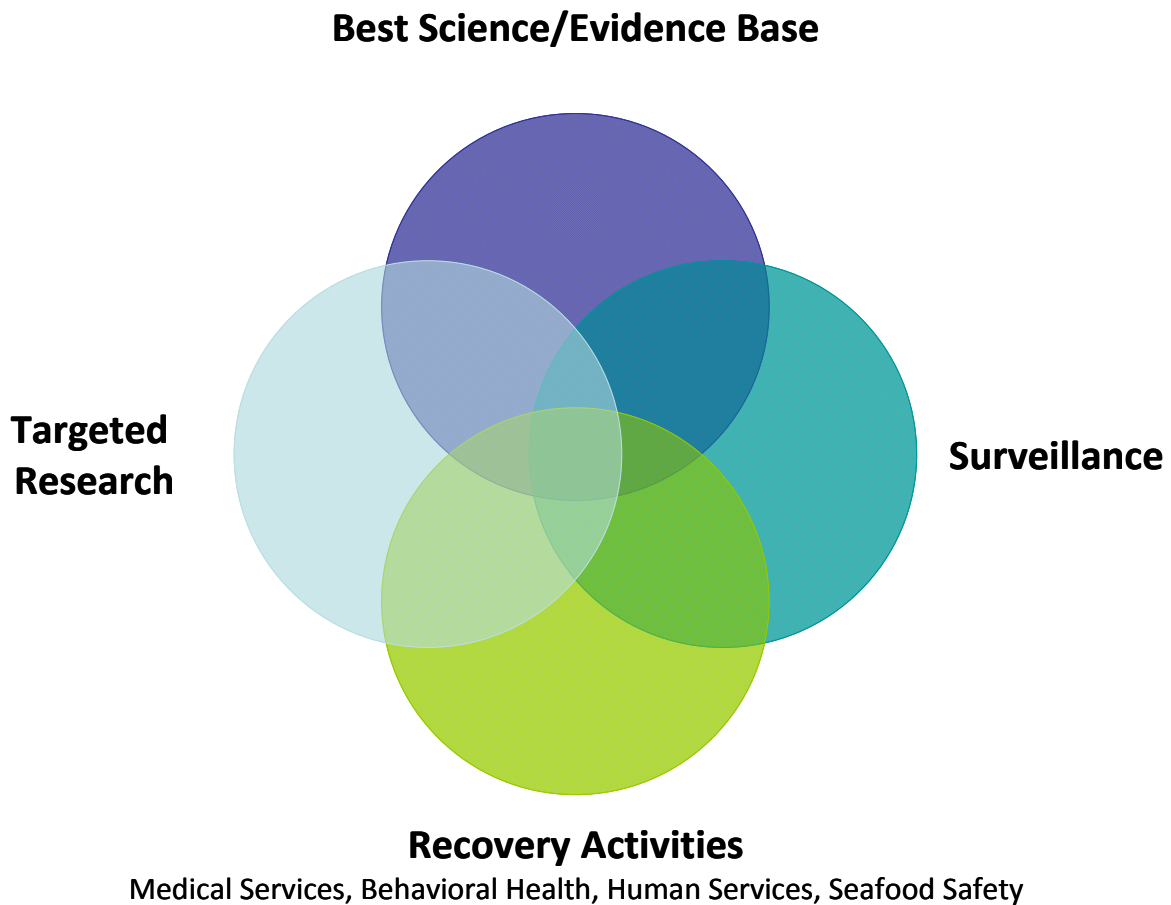 Best Science/Evidence Base
Targeted
Research
Surveillance
Recovery Activities
Medical Services, Behavioral Health, Human Services, Seafood Safety